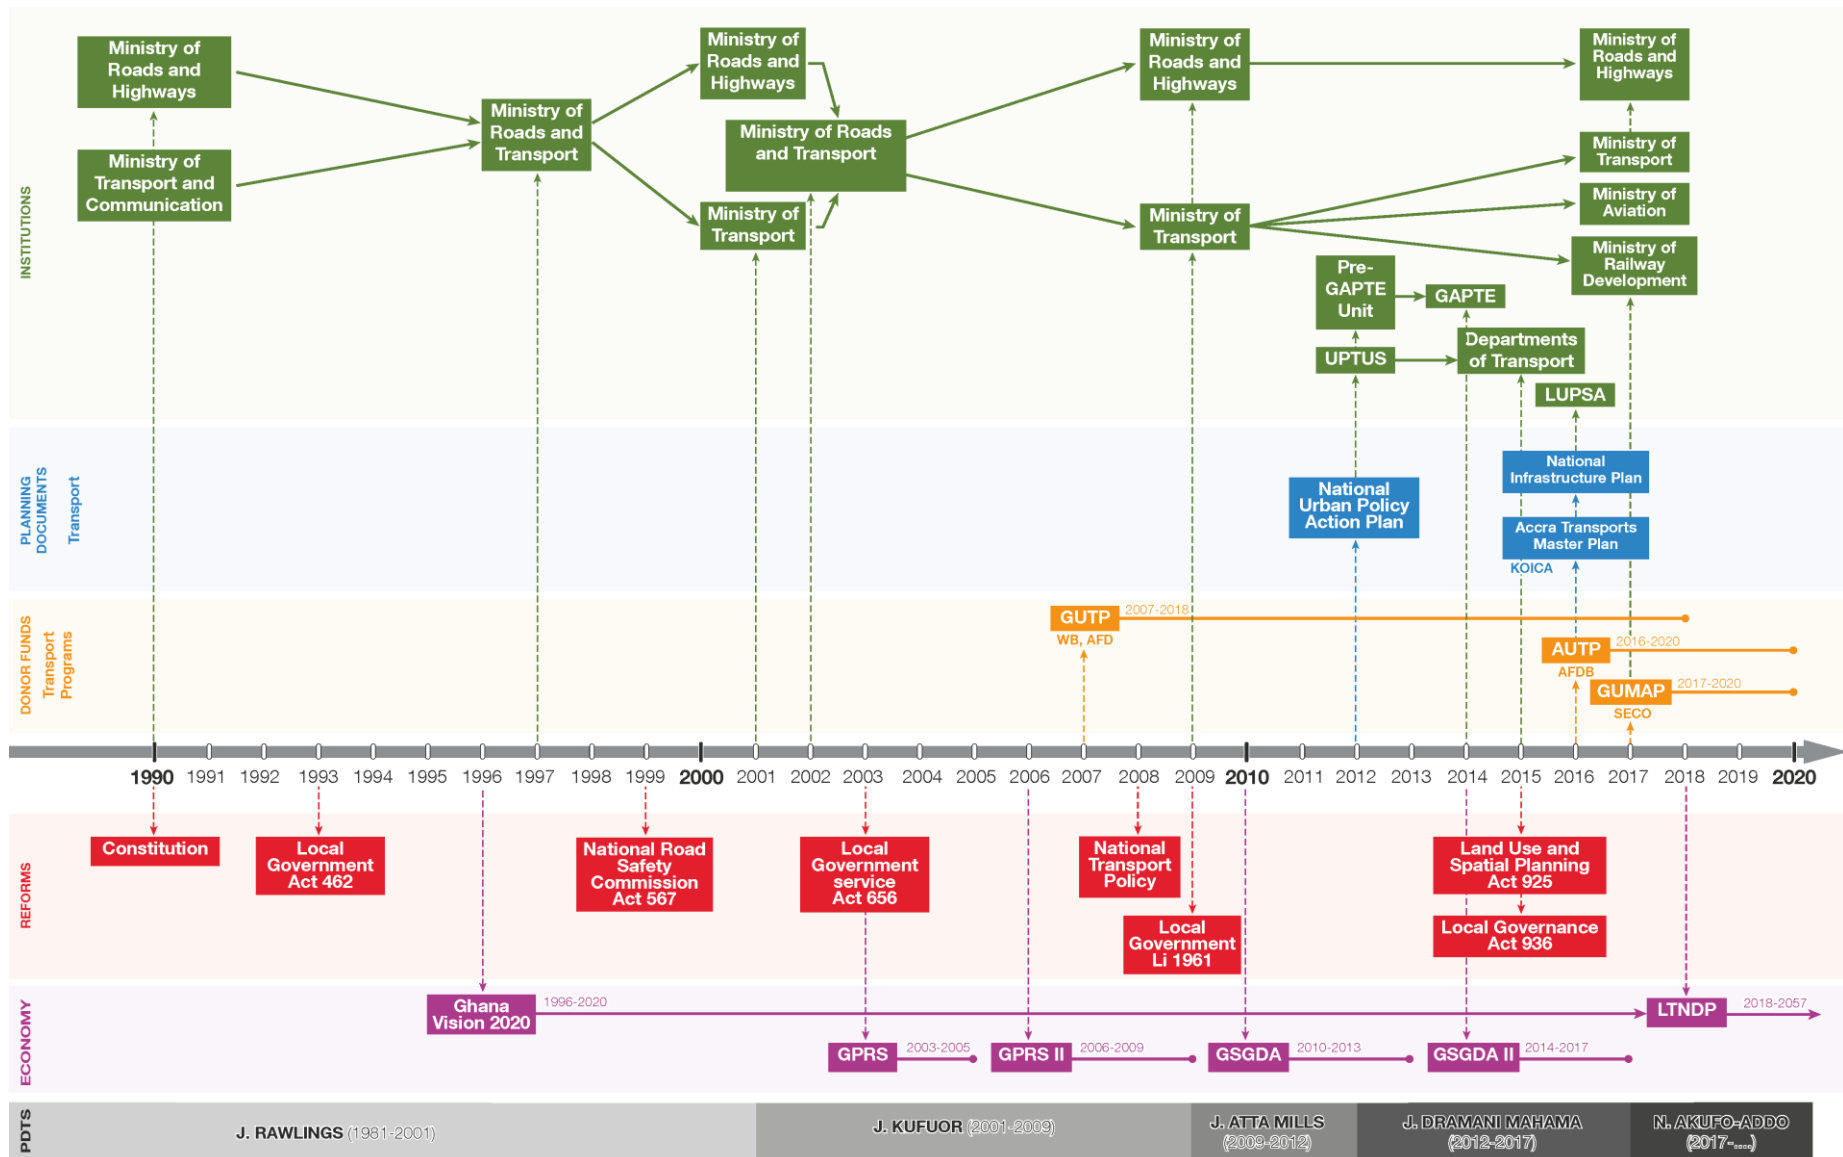 INSTITUTIONS
Ministry of
Roads and
Highways
Ministry of
Transport and
Communication
Ministry of
Roads and
Transport
Ministry of
Roads and
Highways
Ministry of Roads
and Transport
Ministry of
Transport
Ministry of
Roads and
Highways
Ministry of
Transport
Ministry of
Roads and
Highways
Ministry of
Transport
Ministry of
Aviation
Ministry of
Railway
Development
Pre-
GAPTE
Unit
GAPTE
UPTUS
Departments
of Transport
LUPSA
PLANNING
DOCUMENTS
Transport
National
Urban Policy
Action Plan
National
Infrastructure Plan
Accra Transports
Master Plan
KOICA
DONOR FUNDS
Transport
Programs
GUTP
2007-2018
WB, AFD
AUTP
2016-2020
AFDB
GUMAP
2017-2020
SECO
1990 1991 1992 1993 1994 1995 1996 1997 1998 1999 2000 2001 2002 2003 2004 2005 2006 2007 2008 2009 2010 2011 2012 2013 2014 2015 2016 2017 2018 2019 2020
REFORMS
Constitution
Local
Government
Act 462
National Road
Safety
Commission
Act 567
Local
Government
service
Act 656
National
Transport
Policy
Local
Government
Li 1961
Land Use and
Spatial Planning
Act 925
Local Governance
Act 936
ECONOMY
Ghana
Vision 2020
1996-2020
LTNDP
2018-2057
GPRS
2003-2005
GPRS II
2006-2009
GSGDA
2010-2013
GSGDA II
2014-2017
PDTS
J. RAWLINGS (1981-2001)
J. KUFUOR (2001-2009)
J. ATTA MILLS
(2009-2012)
J. DRAMANI MAHAMA
(2012-2017)
N. AKUFO-ADDO
(2017-....)